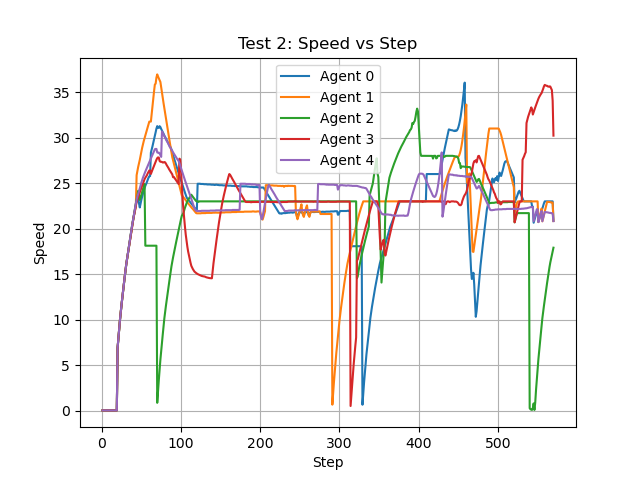 Test 2: Speed vs Step
Agent 0
Agent 1
Agent 2
Agent 3
Agent 4
35
30
25
20
15
10
5
0
Speed
0 100 200 300 400 500
Step